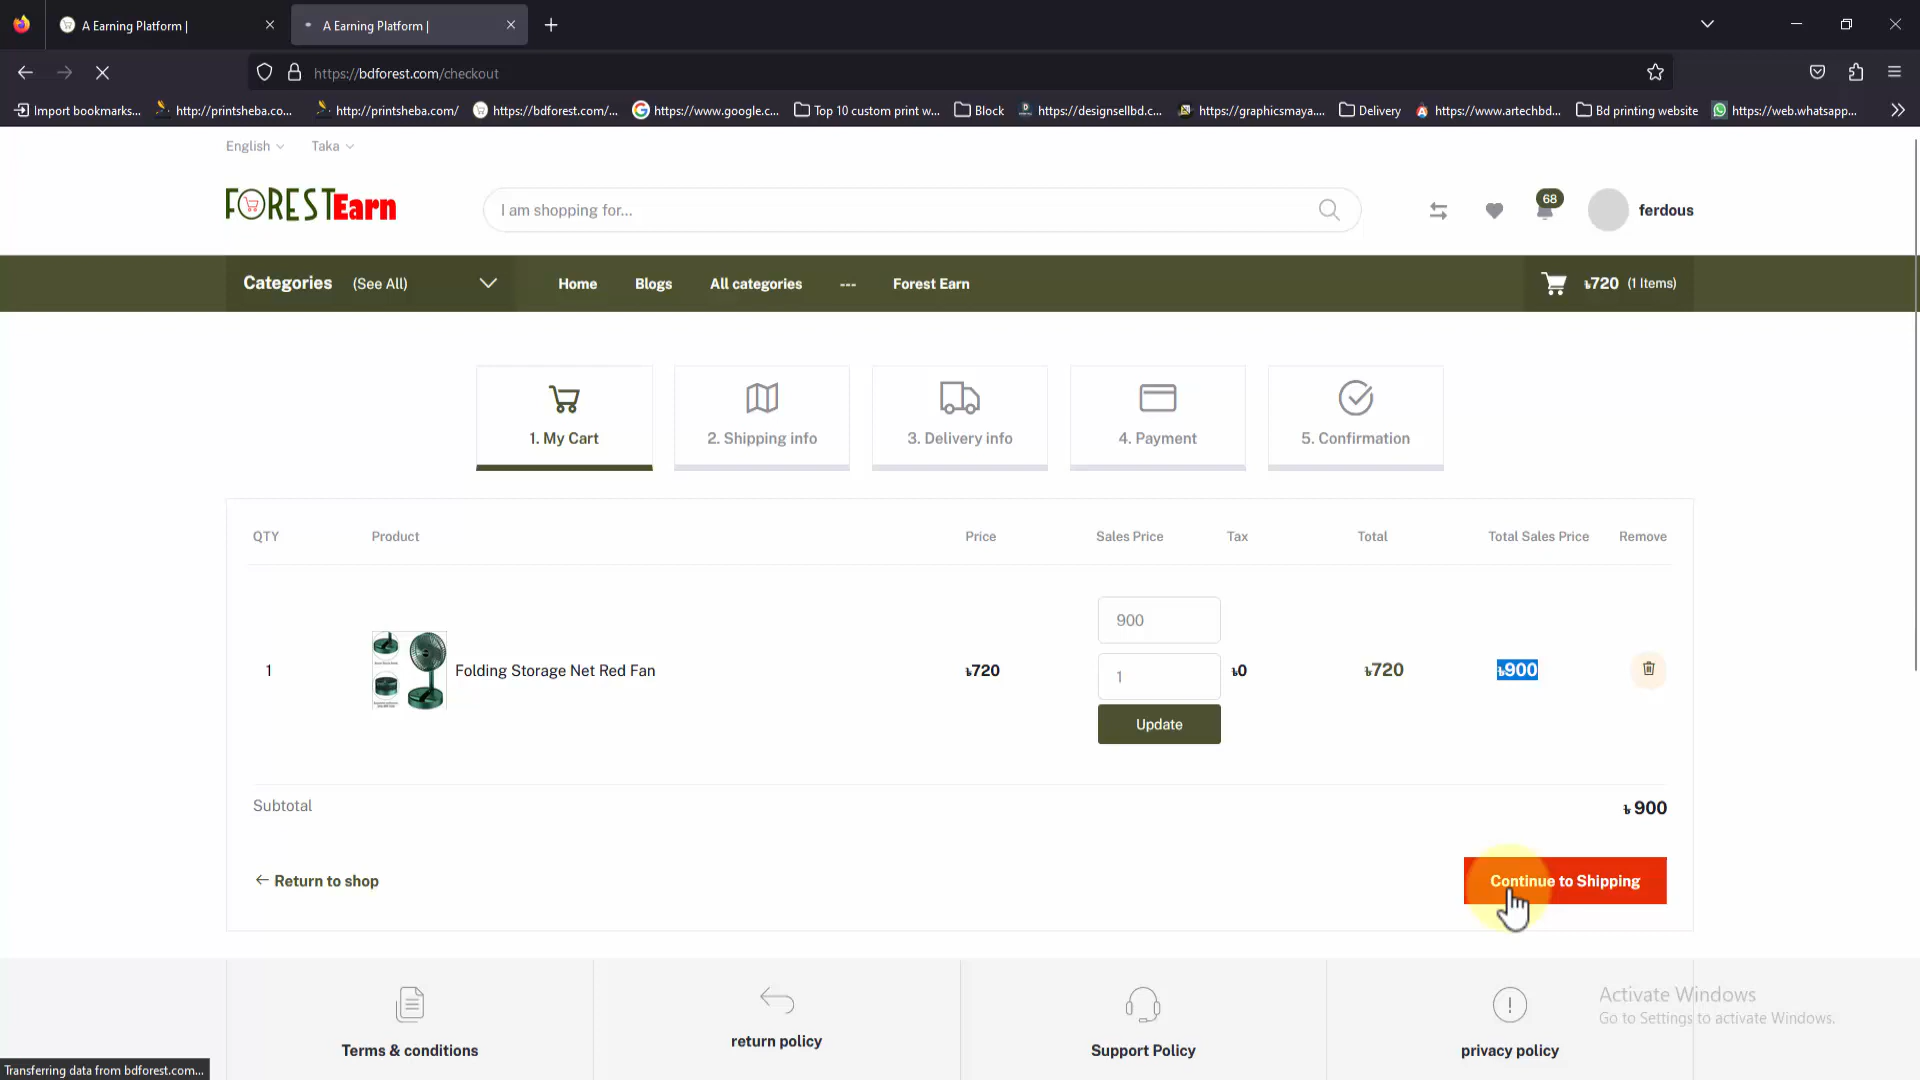 A Earning Platform |
A Earning Platform |
https://bdforest.com/checkout
Import bookmarks...
http://printsheba.co...
http://printsheba.com/
https://bdforest.com/...
https://www.google.c...
Top 10 custom print w...
Block
https://designsellbd.c...
https://graphicsmaya....
Delivery
https://www.artechbd...
Bd printing website
https://web.whatsapp...
English
Taka
FORESTEarn
I am shopping for...
68
ferdous
Categories (See All)
Home
Blogs
All categories
---
Forest Earn
৳720 (1 Items)
1. My Cart
2. Shipping info
3. Delivery info
4. Payment
5. Confirmation
QTY Product Price Sales Price Tax Total Total Sales Price Remove
900
1 Folding Storage Net Red Fan ৳720 1 ৳0 ৳720 ৳900
Update
Subtotal ৳ 900
Return to shop
Continue to Shipping
Terms & conditions
return policy
Support Policy
privacy policy
Activate Windows
Go to Settings to activate Windows.
Transferring data from bdforest.com...